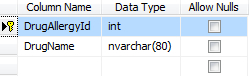 Column Name Data Type Allow Nulls
DrugAllergyId int
DrugName nvarchar(80)